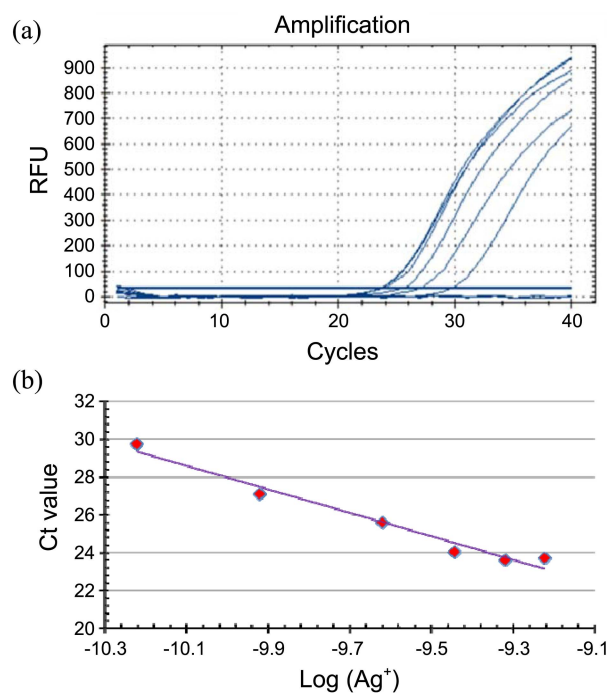 (a)
Amplification
900
800
700
600
500
400
300
200
100
0
RFU
0 10 20 30 40
Cycles
(b)
32
30
28
26
24
22
20
Ct value
-10.3 -10.1 -9.9 -9.7 -9.5 -9.3 -9.1
Log (Ag⁺)